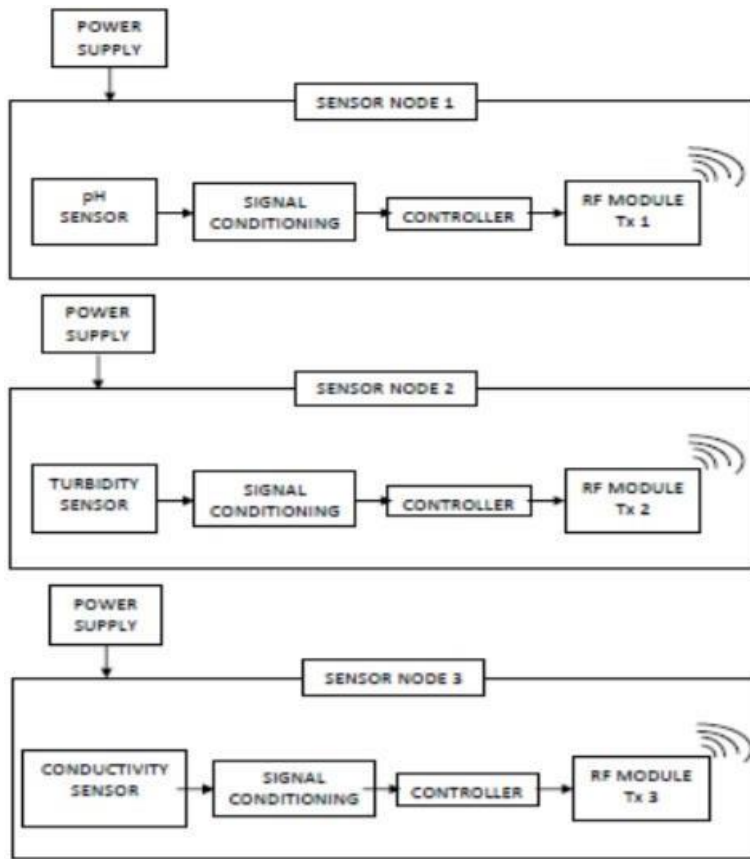 POWER
SUPPLY
SENSOR NODE 1
pH
SENSOR
SIGNAL
CONDITIONING
CONTROLLER
RF MODULE
Tx 1
POWER
SUPPLY
SENSOR NODE 2
TURBIDITY
SENSOR
SIGNAL
CONDITIONING
CONTROLLER
RF MODULE
Tx 2
POWER
SUPPLY
SENSOR NODE 3
CONDUCTIVITY
SENSOR
SIGNAL
CONDITIONING
CONTROLLER
RF MODULE
Tx 3